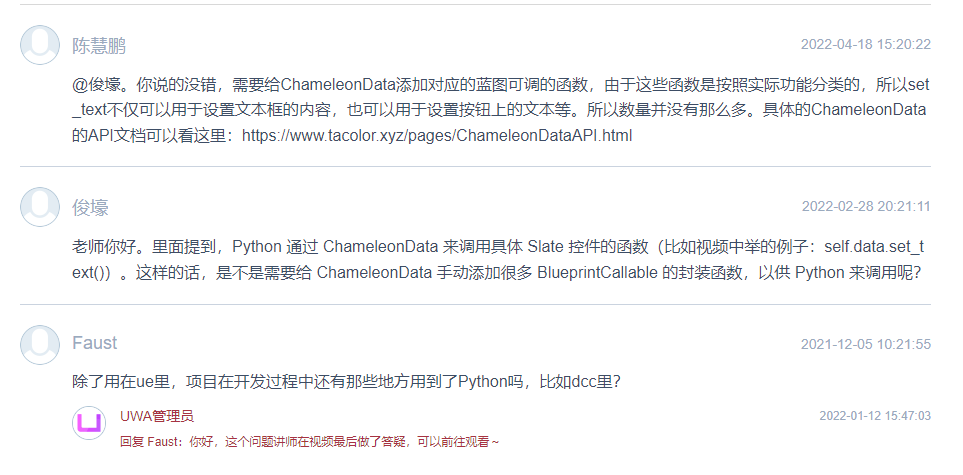 陈慧鹏
2022-04-18 15:20:22
@俊壕。你说的没错，需要给ChameleonData添加对应的蓝图可调的函数，由于这些函数是按照实际功能分类的，所以set
_text不仅可以用于设置文本框的内容，也可以用于设置按钮上的文本等。所以数量并没有那么多。具体的ChameleonData
的API文档可以看这里：https://www.tacolor.xyz/pages/ChameleonDataAPI.html
俊壕
2022-02-28 20:21:11
老师你好。里面提到，Python 通过 ChameleonData 来调用具体 Slate 控件的函数（比如视频中举的例子：self.data.set_t
ext()）。这样的话，是不是需要给 ChameleonData 手动添加很多 BlueprintCallable 的封装函数，以供 Python 来调用呢？
Faust
2021-12-05 10:21:55
除了用在ue里，项目在开发过程中还有那些地方用到了Python吗，比如dcc里？
UWA管理员
2022-01-12 15:47:03
回复 Faust：你好，这个问题讲师在视频最后做了答疑，可以前往观看～